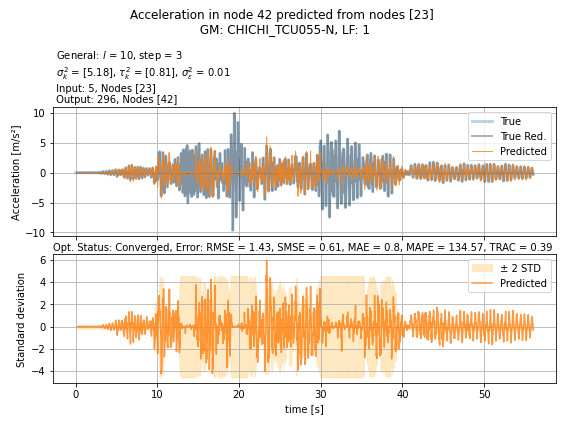 Acceleration in node 42 predicted from nodes [23]
GM: CHICHI_TCU055-N, LF: 1
General: l = 10, step = 3
σ²ₖ = [5.18], τ²ₖ = [0.81], σ²ε = 0.01
Input: 5, Nodes [23]
Output: 296, Nodes [42]
Acceleration [m/s²]
10
5
0
−5
−10
True
True Red.
Predicted
Opt. Status: Converged, Error: RMSE = 1.43, SMSE = 0.61, MAE = 0.8, MAPE = 134.57, TRAC = 0.39
Standard deviation
6
4
2
0
−2
−4
± 2 STD
Predicted
0 10 20 30 40 50
time [s]